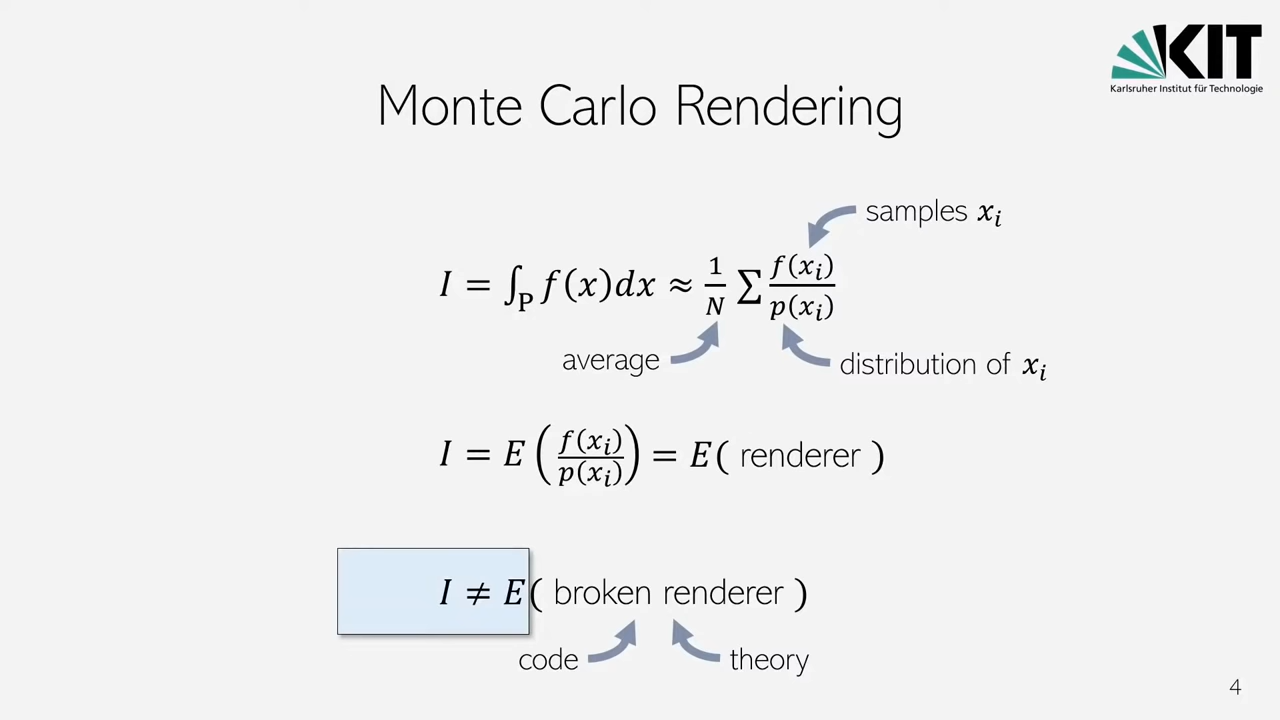 KIT
Karlsruher Institut für Technologie
Monte Carlo Rendering
samples xᵢ
I = ∫_P f(x)dx ≈ 1/N ∑ f(xᵢ)/p(xᵢ)
average
distribution of xᵢ
I = E(f(xᵢ)/p(xᵢ)) = E( renderer )
I ≠ E( broken renderer )
code
theory
4